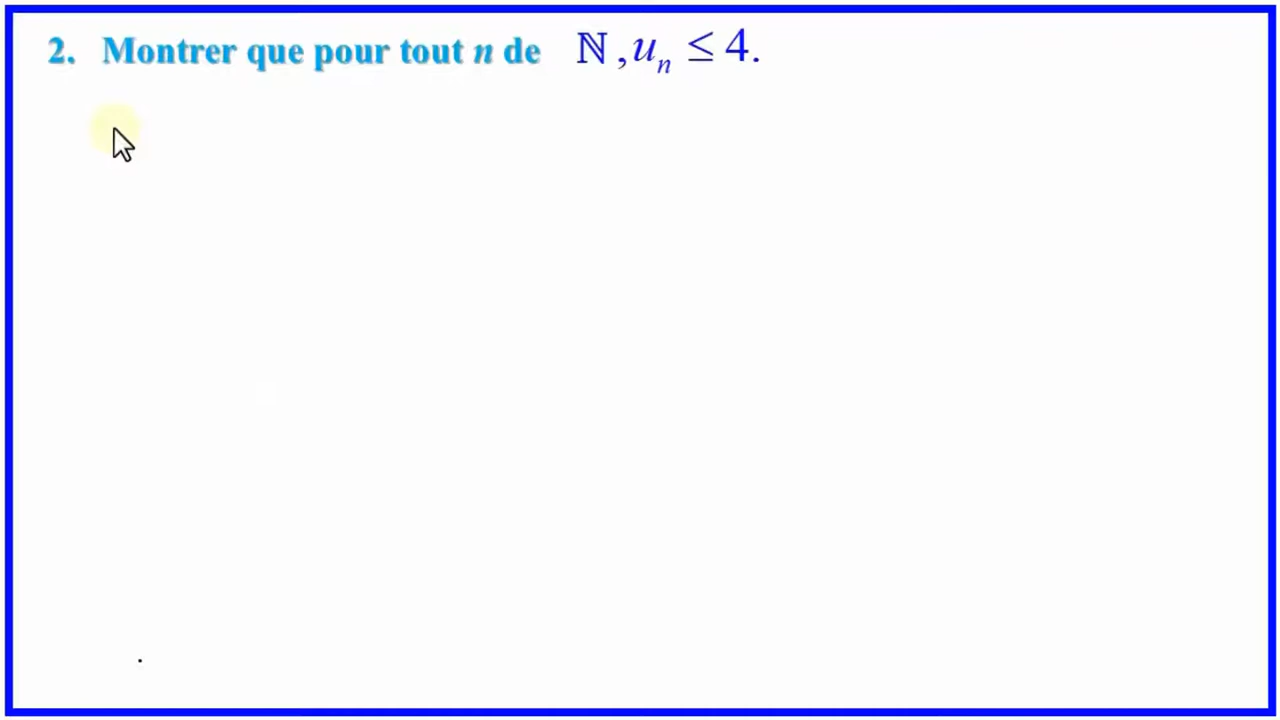 2. Montrer que pour tout n de ℕ, uₙ ≤ 4.